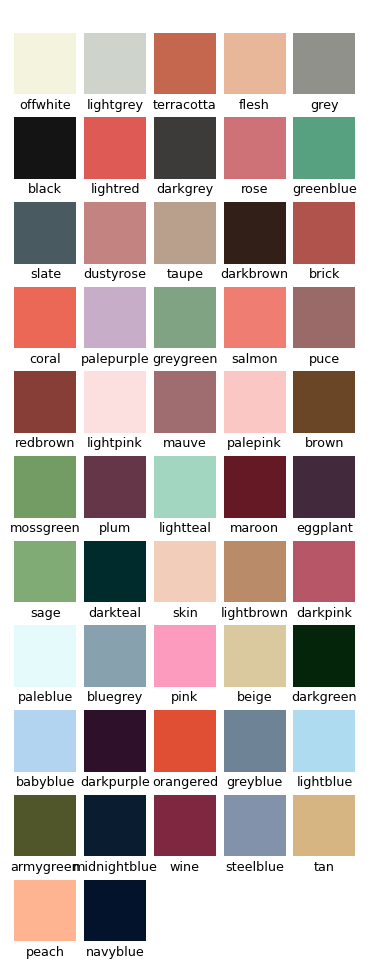 offwhite lightgrey terracotta flesh grey
black lightred darkgrey rose greenblue
slate dustyrose taupe darkbrown brick
coral palepurple greygreen salmon puce
redbrown lightpink mauve palepink brown
mossgreen plum lightteal maroon eggplant
sage darkteal skin lightbrown darkpink
paleblue bluegrey pink beige darkgreen
babyblue darkpurple orangered greyblue lightblue
armygreen midnightblue wine steelblue tan
peach navyblue